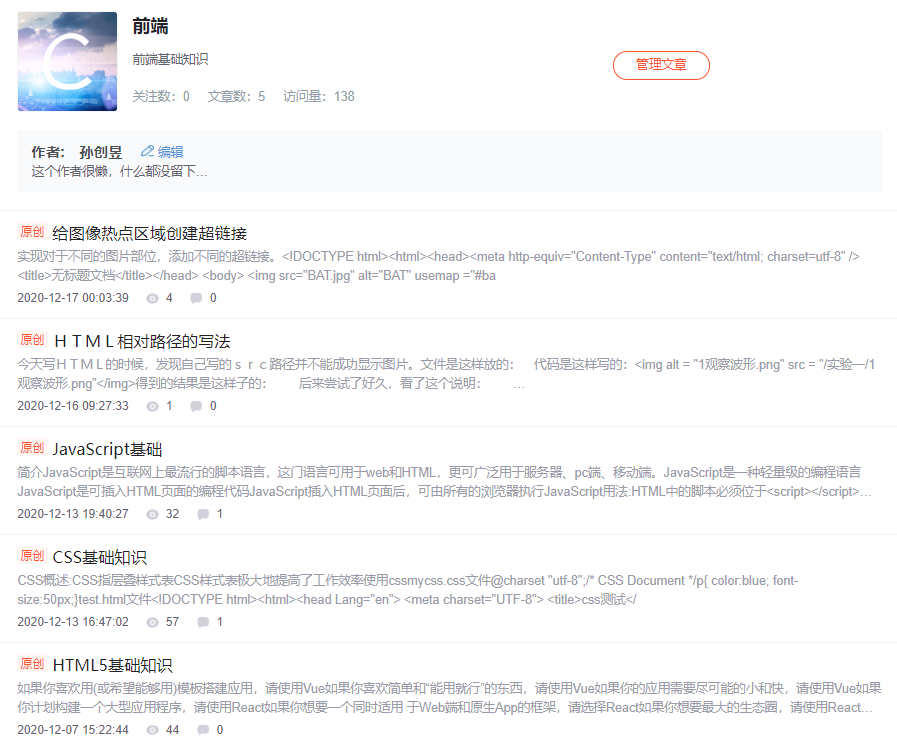 C
前端
前端基础知识
管理文章
关注数：0 文章数：5 访问量：138
作者： 孙创昱 编辑
这个作者很懒，什么都没留下…
原创 给图像热点区域创建超链接
实现对于不同的图片部位，添加不同的超链接。<!DOCTYPE html><html><head><meta http-equiv="Content-Type" content="text/html; charset=utf-8" />
<title>无标题文档</title></head> <body> <img src="BAT.jpg" alt="BAT" usemap ="#ba
2020-12-17 00:03:39 4 0
原创 ＨＴＭＬ相对路径的写法
今天写ＨＴＭＬ的时候，发现自己写的ｓｒｃ路径并不能成功显示图片。文件是这样放的： 代码是这样写的：<img alt = "1观察波形.png" src = "/实验一/1
观察波形.png"</img>得到的结果是这样子的： 后来尝试了好久，看了这个说明： …
2020-12-16 09:27:33 1 0
原创 JavaScript基础
简介JavaScript是互联网上最流行的脚本语言，这门语言可用于web和HTML，更可广泛用于服务器、pc端、移动端。JavaScript是一种轻量级的编程语言
JavaScript是可插入HTML页面的编程代码JavaScript插入HTML页面后，可由所有的浏览器执行JavaScript用法:HTML中的脚本必须位于<script></script>…
2020-12-13 19:40:27 32 1
原创 CSS基础知识
CSS概述:CSS指层叠样式表CSS样式表极大地提高了工作效率使用cssmycss.css文件@charset "utf-8";/* CSS Document */p{ color:blue; font-
size:50px;}test.html文件<!DOCTYPE html><html><head Lang="en"> <meta charset="UTF-8"> <title>css测试</
2020-12-13 16:47:02 57 1
原创 HTML5基础知识
如果你喜欢用(或希望能够用)模板搭建应用，请使用Vue如果你喜欢简单和“能用就行”的东西，请使用Vue如果你的应用需要尽可能的小和快，请使用Vue如果
你计划构建一个大型应用程序，请使用React如果你想要一个同时适用 于Web端和原生App的框架，请选择React如果你想要最大的生态圈，请使用React…
2020-12-07 15:22:44 44 0